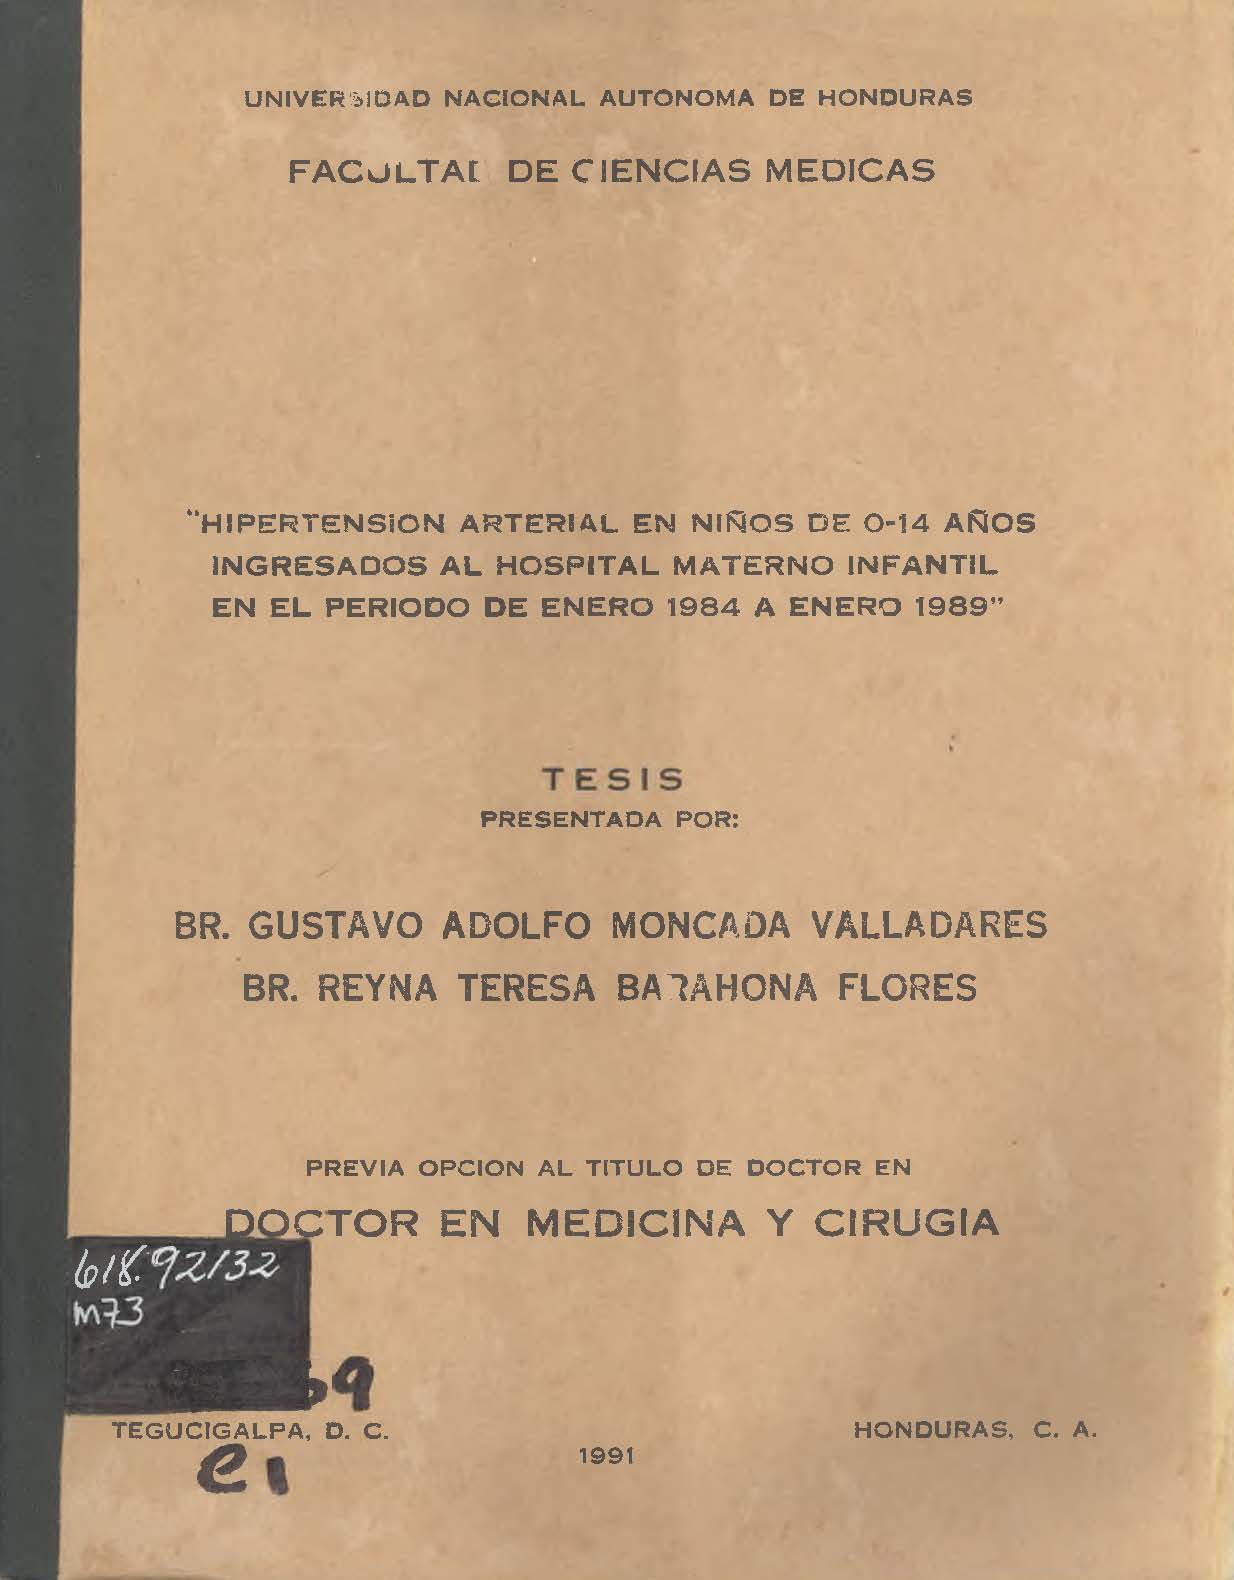 UNIVERSIDAD NACIONAL AUTONOMA DE HONDURAS
FACULTAD DE CIENCIAS MEDICAS
"HIPERTENSION ARTERIAL EN NIÑOS DE 0-14 AÑOS
INGRESADOS AL HOSPITAL MATERNO INFANTIL
EN EL PERIODO DE ENERO 1984 A ENERO 1989"
TESIS
PRESENTADA POR:
BR. GUSTAVO ADOLFO MONCADA VALLADARES
BR. REYNA TERESA BARAHONA FLORES
PREVIA OPCION AL TITULO DE DOCTOR EN
DOCTOR EN MEDICINA Y CIRUGIA
618.92132
M73
TEGUCIGALPA, D. C.
HONDURAS, C. A.
1991
e1